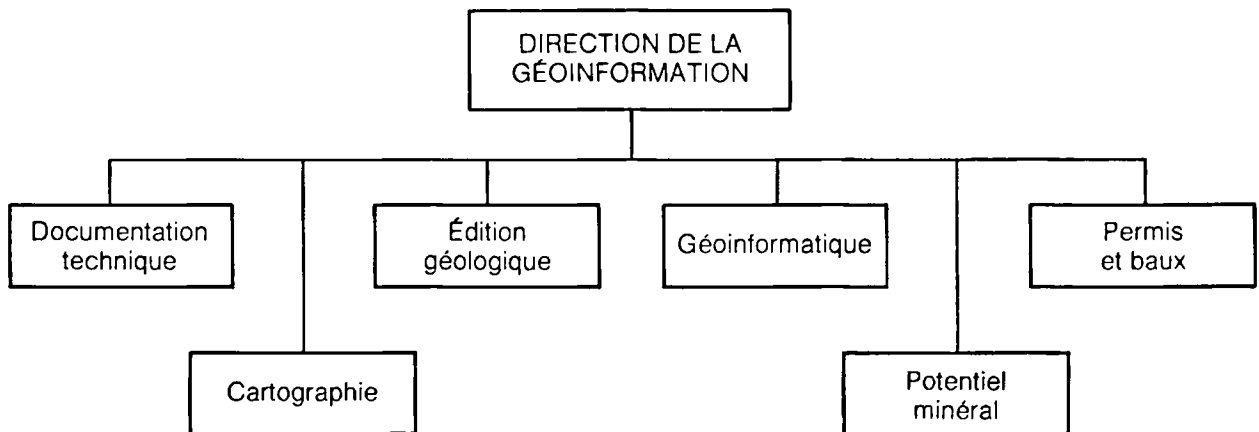 DIRECTION DE LA
GÉOINFORMATION
Documentation
technique
Édition
géologique
Géoinformatique
Permis
et baux
Cartographie
Potentiel
minéral